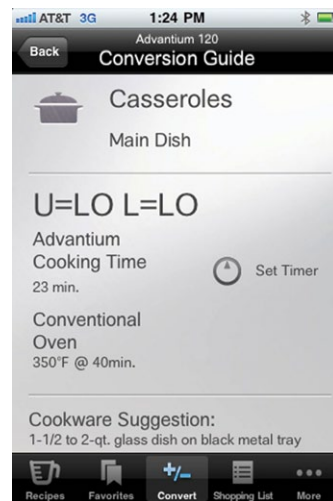 AT&T 3G 1:24 PM
Advantium 120
Back Conversion Guide
Casseroles
Main Dish
U=LO L=LO
Advantium
Cooking Time
23 min.
Set Timer
Conventional
Oven
350°F @ 40min.
Cookware Suggestion:
1-1/2 to 2-qt. glass dish on black metal tray
Recipes Favorites Convert Shopping List More